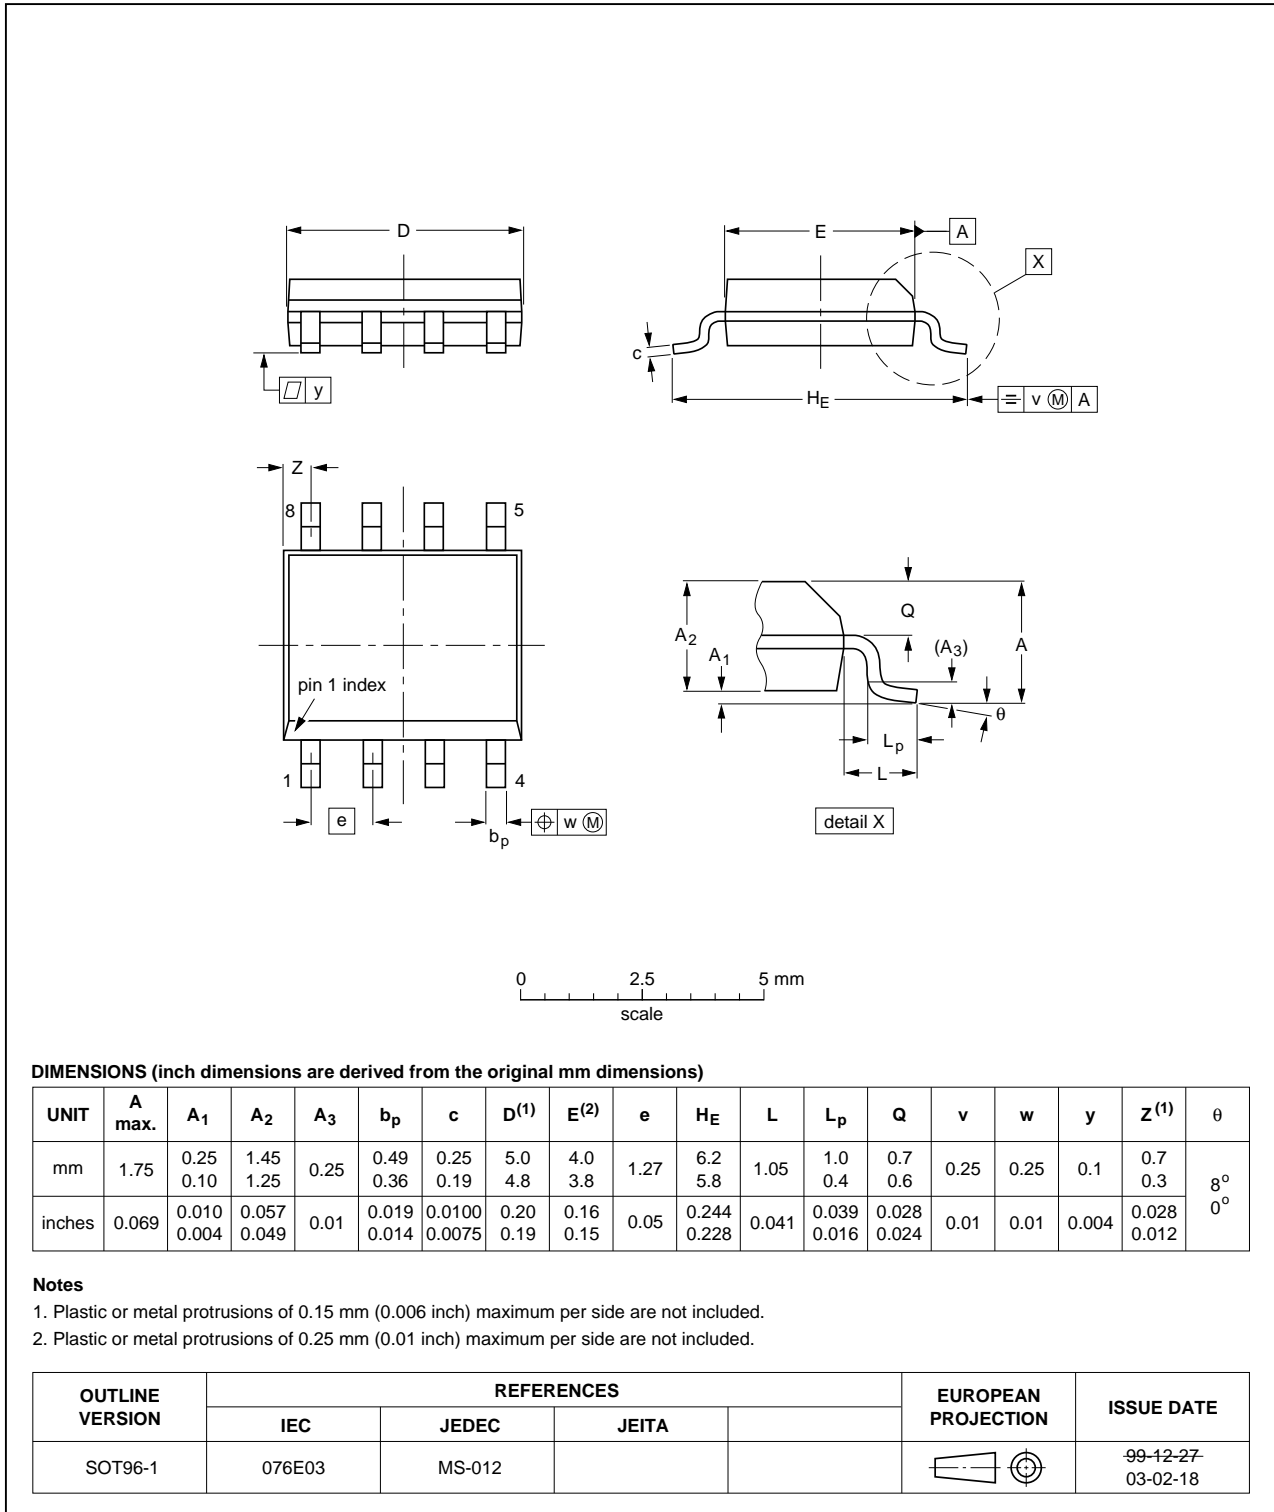 D
E
A
X
c
y
HE
v M A
Z
8
5
pin 1 index
1
4
e
bp
w M
A2
A1
Q
(A3)
A
θ
Lp
L
detail X
0 2.5 5 mm
scale
DIMENSIONS (inch dimensions are derived from the original mm dimensions)
UNIT A max. A1 A2 A3 bp c D(1) E(2) e HE L Lp Q v w y Z(1) θ
mm 1.75 0.25 0.10 1.45 1.25 0.25 0.49 0.36 0.25 0.19 5.0 4.8 4.0 3.8 1.27 6.2 5.8 1.05 1.0 0.4 0.7 0.6 0.25 0.25 0.1 0.7 0.3 8° 0°
inches 0.069 0.010 0.004 0.057 0.049 0.01 0.019 0.014 0.0100 0.0075 0.20 0.19 0.16 0.15 0.05 0.244 0.228 0.041 0.039 0.016 0.028 0.024 0.01 0.01 0.004 0.028 0.012
Notes
1. Plastic or metal protrusions of 0.15 mm (0.006 inch) maximum per side are not included.
2. Plastic or metal protrusions of 0.25 mm (0.01 inch) maximum per side are not included.
OUTLINE VERSION REFERENCES EUROPEAN PROJECTION ISSUE DATE
IEC JEDEC JEITA
SOT96-1 076E03 MS-012 99-12-27
03-02-18